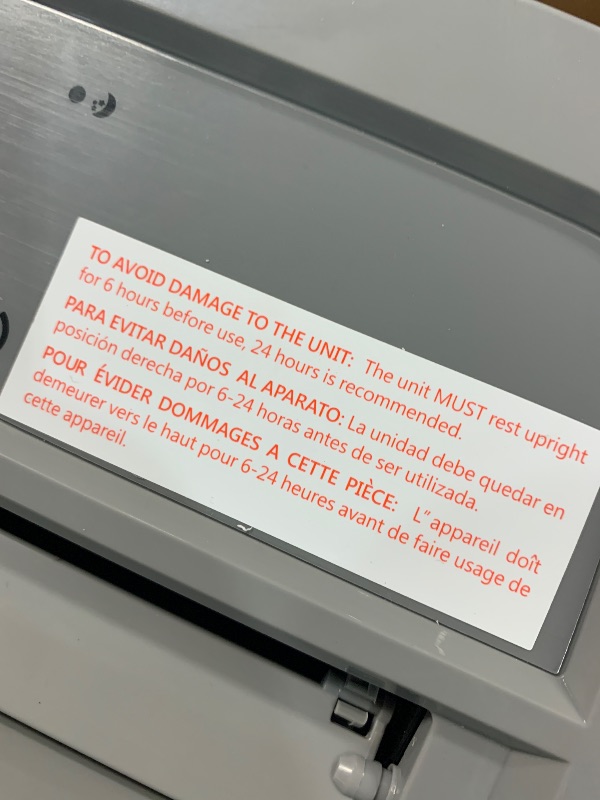 TO AVOID DAMAGE TO THE UNIT: The unit MUST rest upright
for 6 hours before use, 24 hours is recommended.
PARA EVITAR DAÑOS AL APARATO: La unidad debe quedar en
posición derecha por 6-24 horas antes de ser utilizada.
POUR ÉVIDER DOMMAGES A CETTE PIÈCE: L"appareil doît
demeurer vers le haut pour 6-24 heures avant de faire usage de
cette appareil.